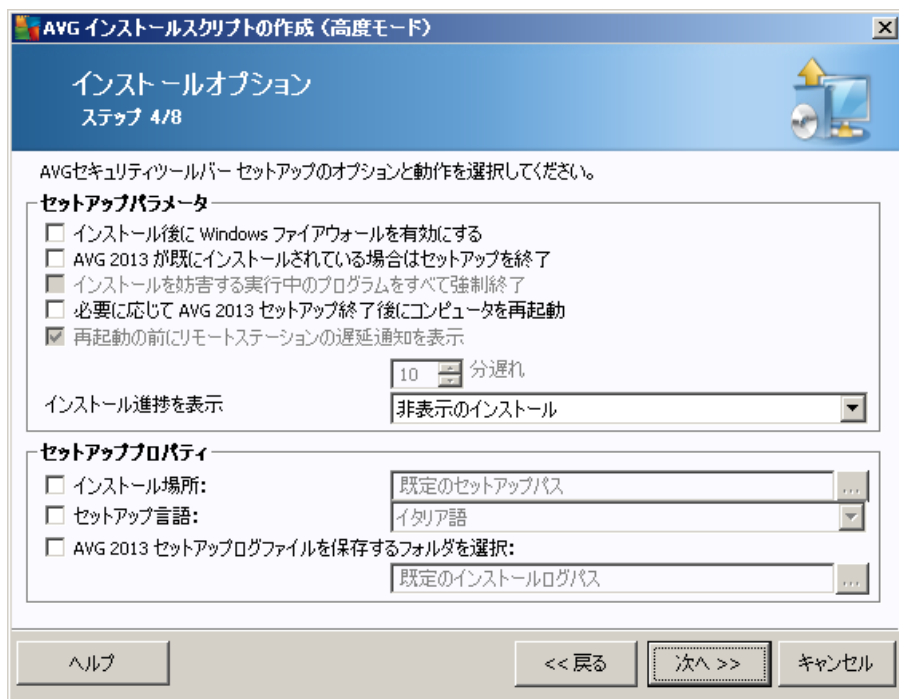 AVG インストールスクリプトの作成（高度モード）
インストールオプション
ステップ 4/8
AVGセキュリティツールバー セットアップのオプションと動作を選択してください。
セットアップパラメータ
インストール後に Windows ファイアウォールを有効にする
AVG 2013 が既にインストールされている場合はセットアップを終了
インストールを妨害する実行中のプログラムをすべて強制終了
必要に応じて AVG 2013 セットアップ終了後にコンピュータを再起動
再起動の前にリモートステーションの遅延通知を表示
10 分遅れ
インストール進捗を表示 非表示のインストール
セットアッププロパティ
インストール場所: 既定のセットアップパス ...
セットアップ言語: イタリア語
AVG 2013 セットアップログファイルを保存するフォルダを選択:
既定のインストールログパス ...
ヘルプ << 戻る 次へ >> キャンセル